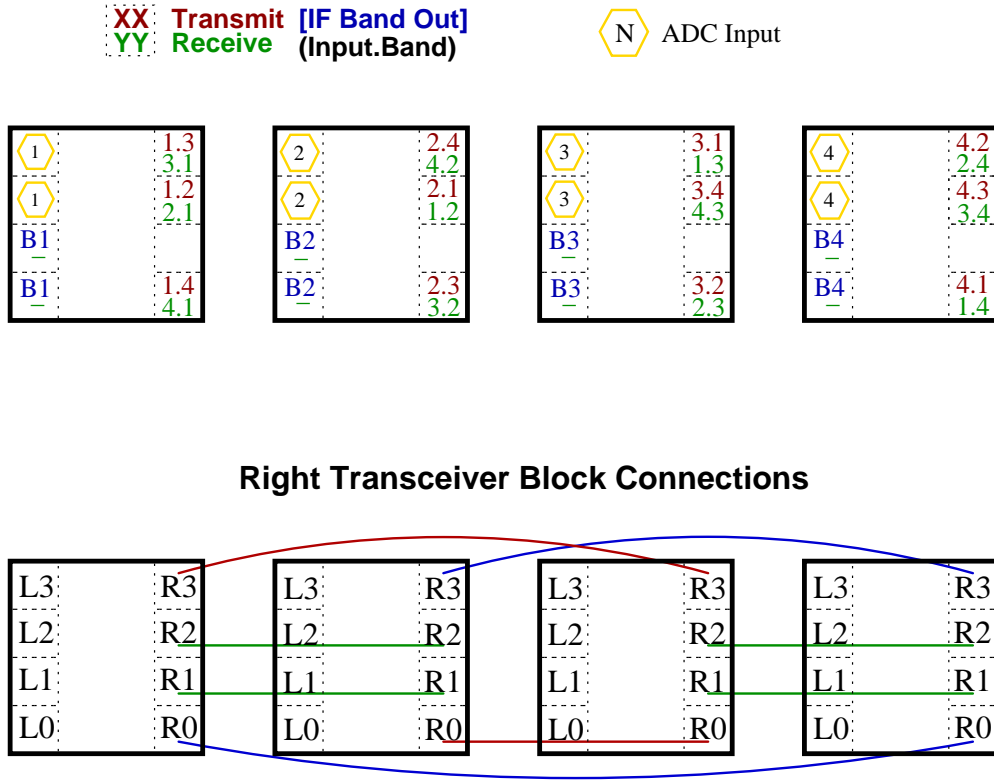 XX Transmit [IF Band Out]
YY Receive (Input.Band)
N ADC Input
1 1.3 2 2.4 3 3.1 4 4.2
3.1 4.2 1.3 2.4
1 1.2 2 2.1 3 3.4 4 4.3
2.1 1.2 4.3 3.4
B1 B2 B3 B4
– – – –
B1 1.4 B2 2.3 B3 3.2 B4 4.1
– 4.1 – 3.2 – 2.3 – 1.4
Right Transceiver Block Connections
L3 R3 L3 R3 L3 R3 L3 R3
L2 R2 L2 R2 L2 R2 L2 R2
L1 R1 L1 R1 L1 R1 L1 R1
L0 R0 L0 R0 L0 R0 L0 R0